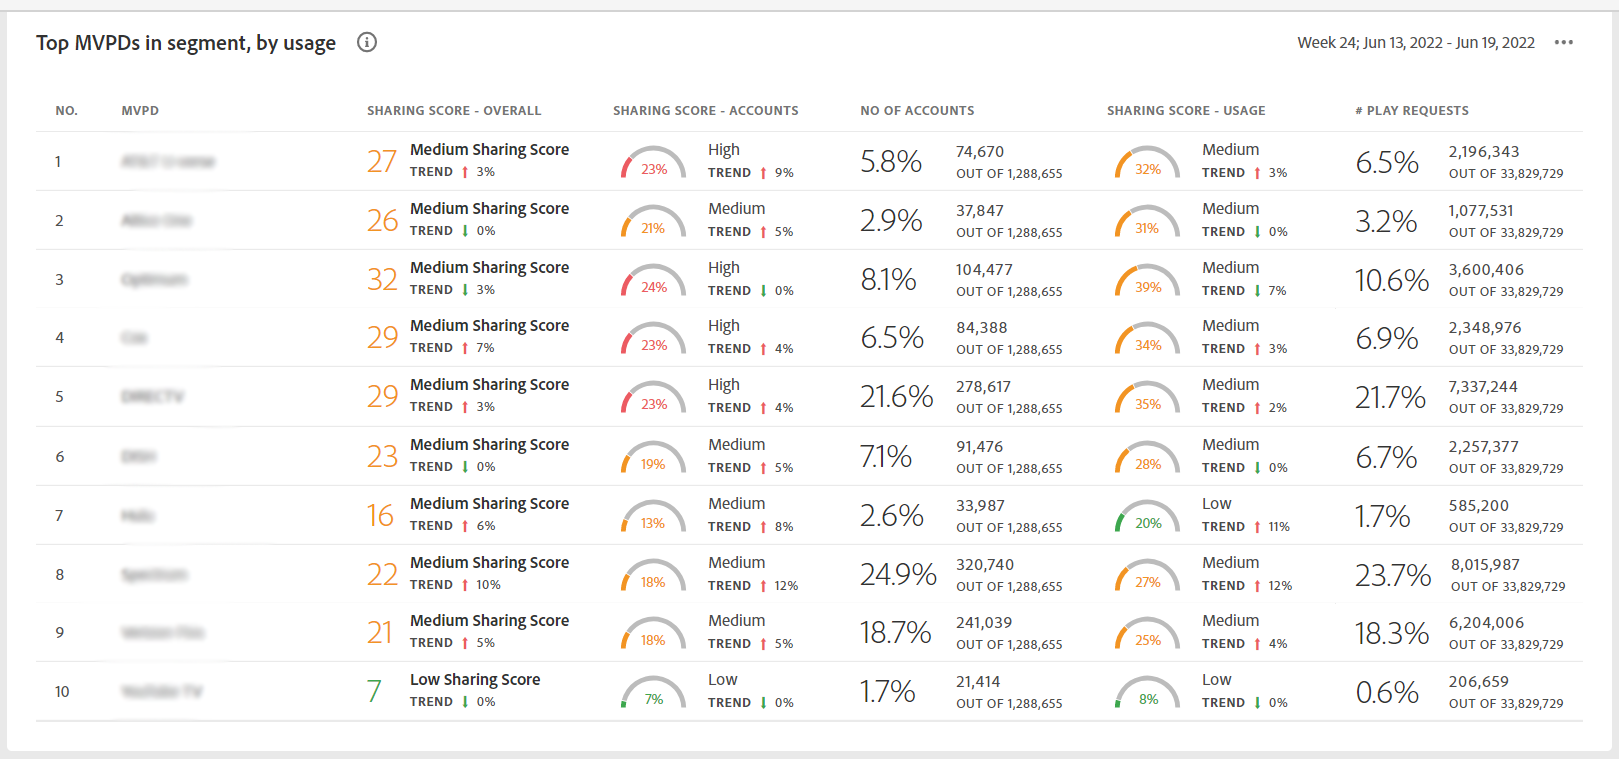 Top MVPDs in segment, by usage
Week 24; Jun 13, 2022 - Jun 19, 2022
NO. MVPD SHARING SCORE - OVERALL SHARING SCORE - ACCOUNTS NO OF ACCOUNTS SHARING SCORE - USAGE # PLAY REQUESTS
1 27 Medium Sharing Score 23% High 5.8% 74,670 32% Medium 6.5% 2,196,343
TREND 3% TREND 9% OUT OF 1,288,655 TREND 3% OUT OF 33,829,729
2 26 Medium Sharing Score 21% Medium 2.9% 37,847 31% Medium 3.2% 1,077,531
TREND 0% TREND 5% OUT OF 1,288,655 TREND 0% OUT OF 33,829,729
3 32 Medium Sharing Score 24% High 8.1% 104,477 39% Medium 10.6% 3,600,406
TREND 3% TREND 0% OUT OF 1,288,655 TREND 7% OUT OF 33,829,729
4 29 Medium Sharing Score 23% High 6.5% 84,388 34% Medium 6.9% 2,348,976
TREND 7% TREND 4% OUT OF 1,288,655 TREND 3% OUT OF 33,829,729
5 29 Medium Sharing Score 23% High 21.6% 278,617 35% Medium 21.7% 7,337,244
TREND 3% TREND 4% OUT OF 1,288,655 TREND 2% OUT OF 33,829,729
6 23 Medium Sharing Score 19% Medium 7.1% 91,476 28% Medium 6.7% 2,257,377
TREND 0% TREND 5% OUT OF 1,288,655 TREND 0% OUT OF 33,829,729
7 16 Medium Sharing Score 13% Medium 2.6% 33,987 20% Low 1.7% 585,200
TREND 6% TREND 8% OUT OF 1,288,655 TREND 11% OUT OF 33,829,729
8 22 Medium Sharing Score 18% Medium 24.9% 320,740 27% Medium 23.7% 8,015,987
TREND 10% TREND 12% OUT OF 1,288,655 TREND 12% OUT OF 33,829,729
9 21 Medium Sharing Score 18% Medium 18.7% 241,039 25% Medium 18.3% 6,204,006
TREND 5% TREND 5% OUT OF 1,288,655 TREND 4% OUT OF 33,829,729
10 7 Low Sharing Score 7% Low 1.7% 21,414 8% Low 0.6% 206,659
TREND 0% TREND 0% OUT OF 1,288,655 TREND 0% OUT OF 33,829,729